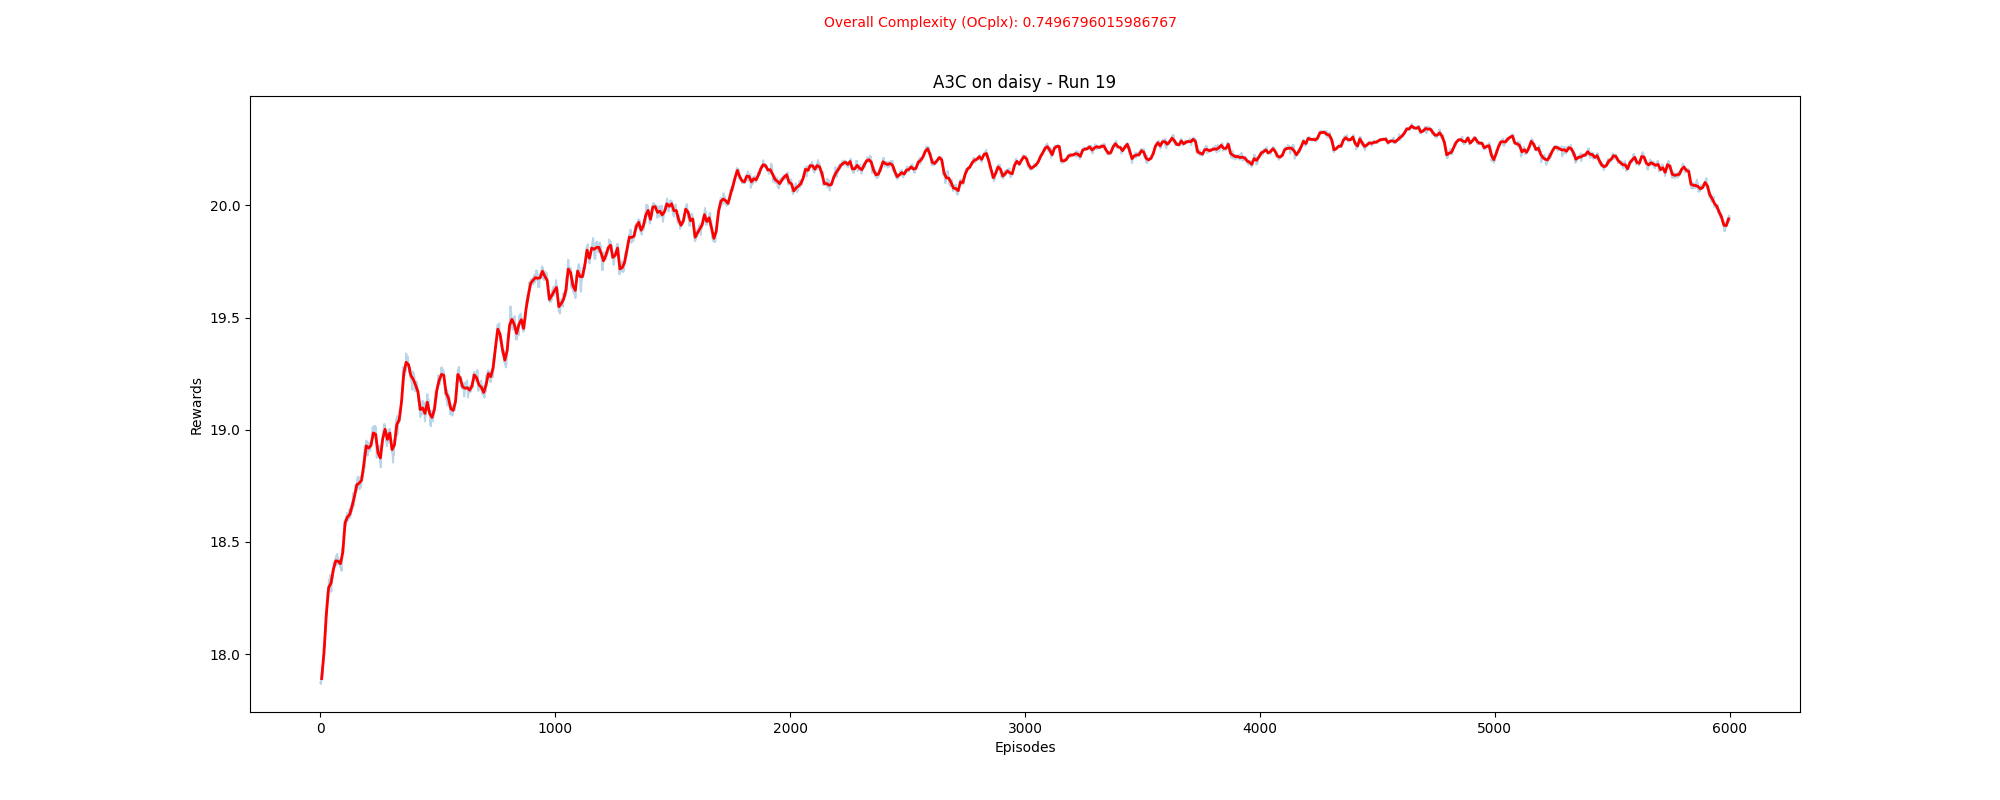 Overall Complexity (OCplx): 0.7496796015986767
A3C on daisy - Run 19
Rewards
20.0
19.5
19.0
18.5
18.0
0 1000 2000 3000 4000 5000 6000
Episodes